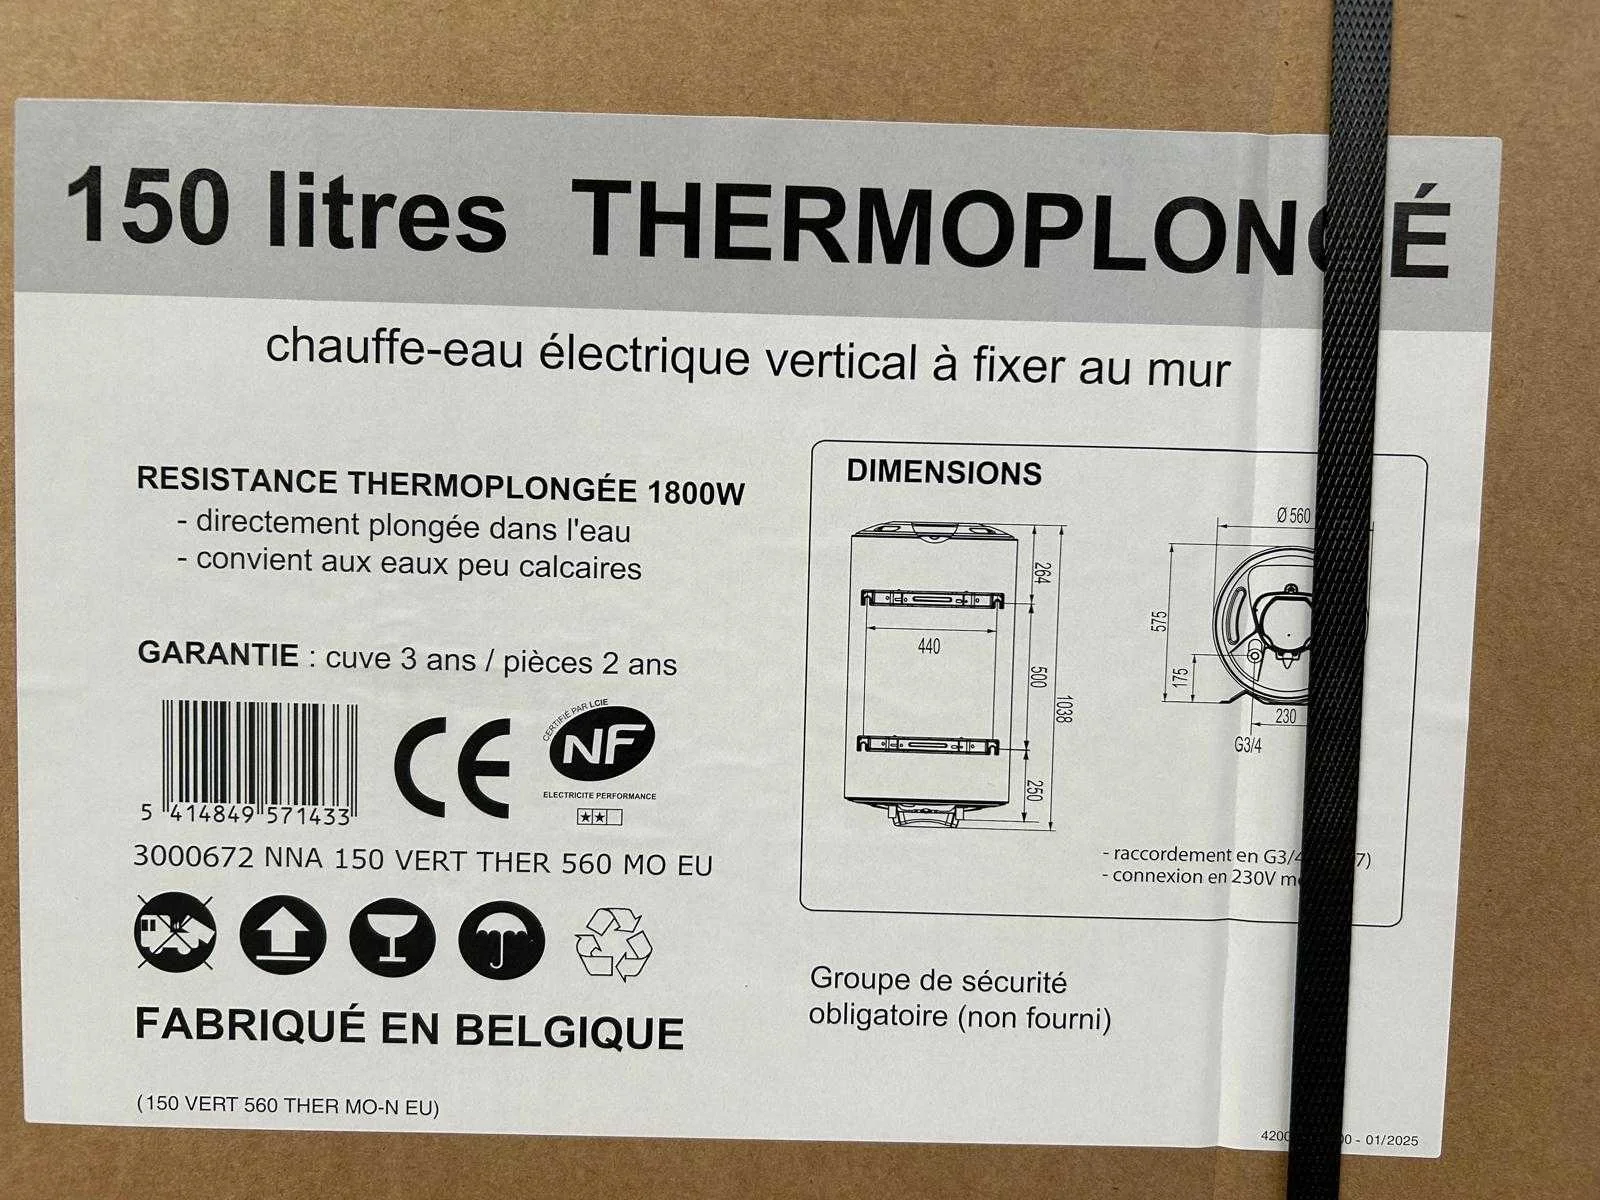 150 litres THERMOPLONGÉ
chauffe-eau électrique vertical à fixer au mur
RESISTANCE THERMOPLONGÉE 1800W
- directement plongée dans l'eau
- convient aux eaux peu calcaires
GARANTIE : cuve 3 ans / pièces 2 ans
5 414849 571433
CE
CERTIFIÉ PAR LCIE
NF
ELECTRICITE PERFORMANCE
3000672 NNA 150 VERT THER 560 MO EU
FABRIQUÉ EN BELGIQUE
(150 VERT 560 THER MO-N EU)
DIMENSIONS
264
440
500
1038
250
Ø 560
575
175
230
G3/4
- raccordement en G3/4 7)
- connexion en 230V
Groupe de sécurité
obligatoire (non fourni)
- 01/2025